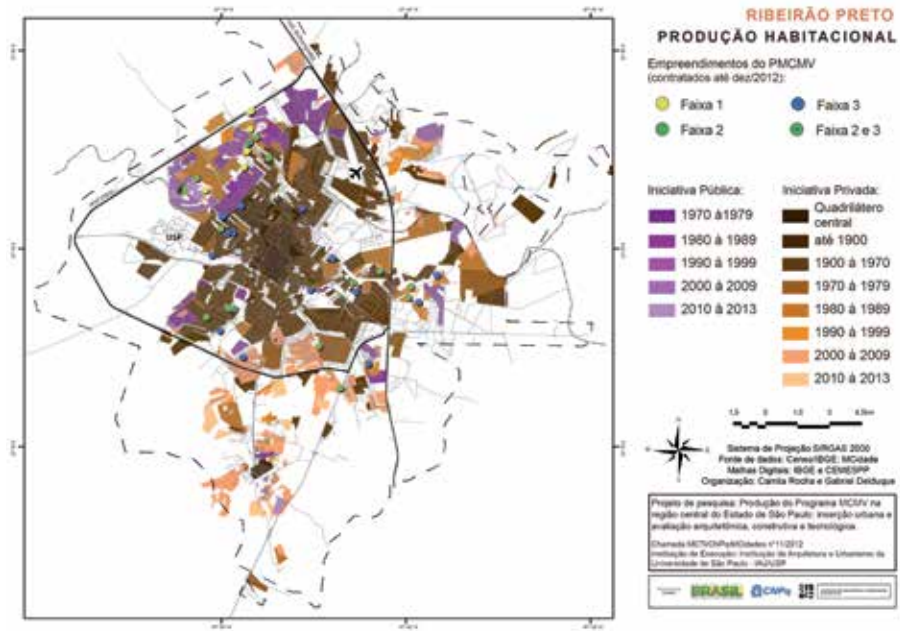 RIBEIRÃO PRETO
PRODUÇÃO HABITACIONAL
Empreendimentos do PMCMV
(contratados até dez/2012):
Faixa 1
Faixa 3
Faixa 2
Faixa 2 e 3
Iniciativa Pública:
1970 à1979
1980 à 1989
1990 à 1999
2000 à 2009
2010 à 2013
Iniciativa Privada:
Quadrilátero
central
até 1900
1900 à 1970
1970 à 1979
1980 à 1989
1990 à 1999
2000 à 2009
2010 à 2013
USP
Sistema de Projeção SIRGAS 2000
Fonte de dados: Censo/IBGE; MCidade
Malhas Digitais: IBGE e CEMESPP
Organização: Camila Rocha e Gabriel Delduque
Projeto de pesquisa: Produção do Programa MCMV na
região central do Estado de São Paulo: inserção urbana e
avaliação arquitetônica, construtiva e tecnológica.
Chamada MCTI/CNPq/MCidades nº11/2012
Instituição de Execução: Instituição de Arquitetura e Urbanismo da
Universidade de São Paulo - IAU/USP
BRASIL
CNPq